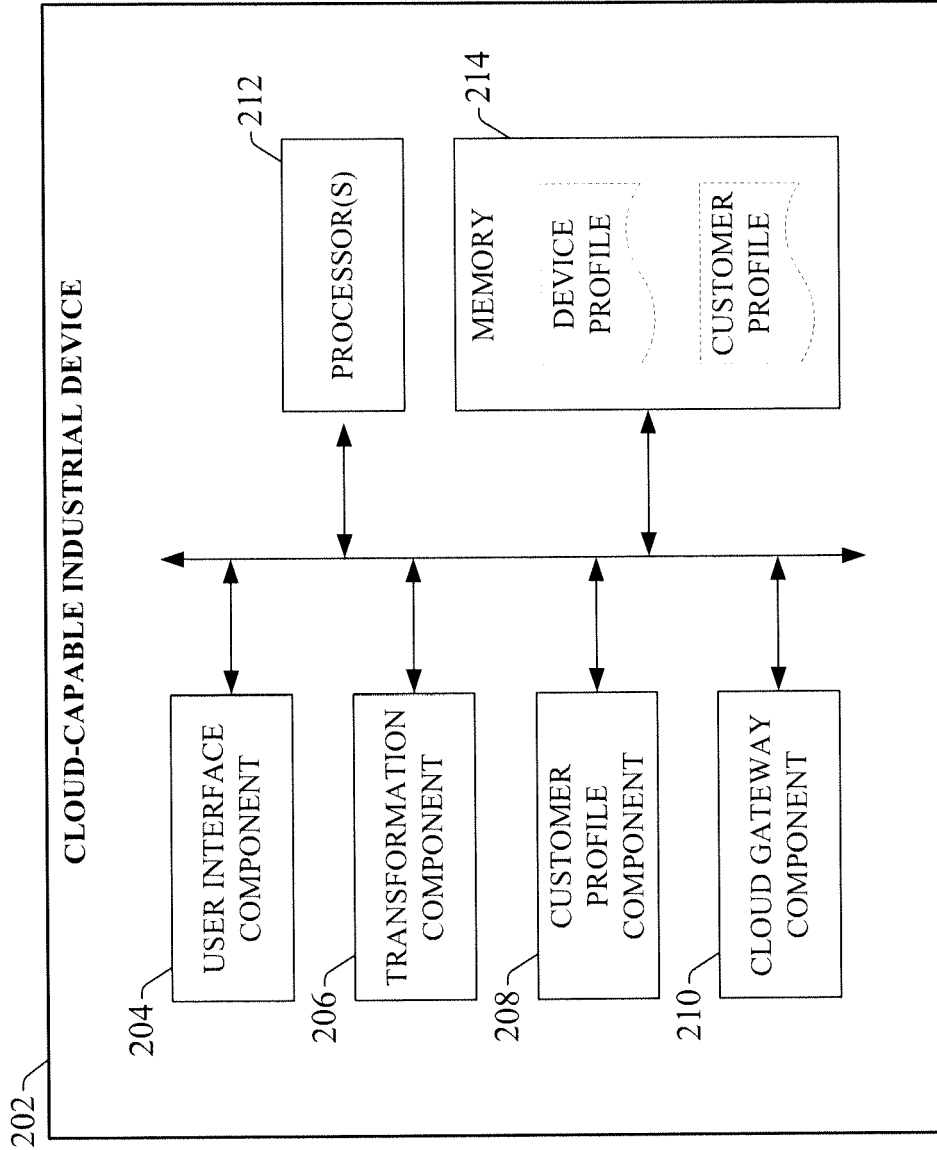 202
CLOUD-CAPABLE INDUSTRIAL DEVICE
204
USER INTERFACE
COMPONENT
206
TRANSFORMATION
COMPONENT
208
CUSTOMER
PROFILE
COMPONENT
210
CLOUD GATEWAY
COMPONENT
212
PROCESSOR(S)
214
MEMORY
DEVICE
PROFILE
CUSTOMER
PROFILE